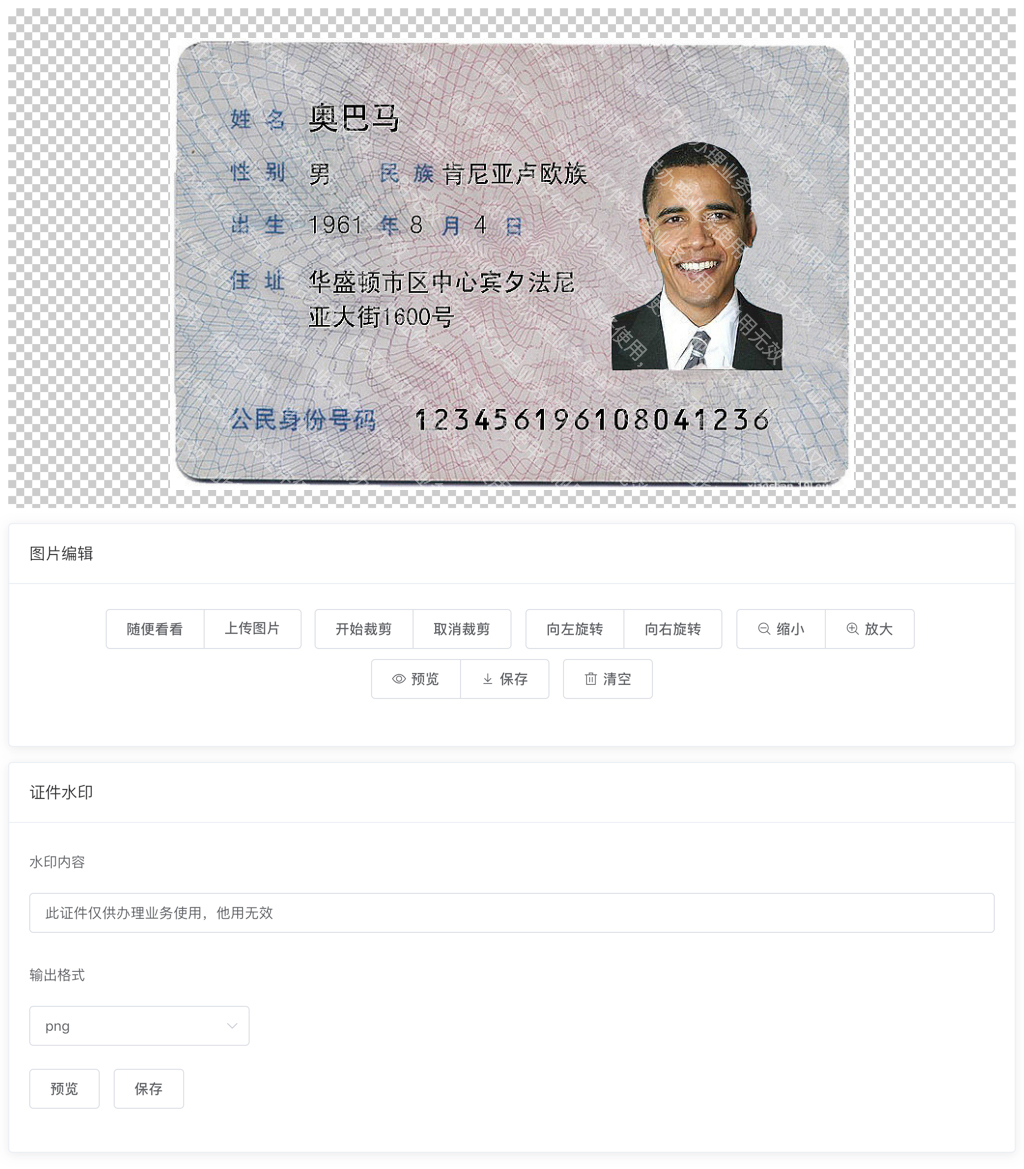 姓 名 奥巴马
性 别 男 民 族 肯尼亚卢欧族
出 生 1961 年 8 月 4 日
住 址 华盛顿市区中心宾夕法尼
亚大街1600号
公民身份号码 123456196108041236
图片编辑
随便看看 上传图片 开始裁剪 取消裁剪 向左旋转 向右旋转 缩小 放大
预览 保存 清空
证件水印
水印内容
此证件仅供办理业务使用，他用无效
输出格式
png
预览 保存